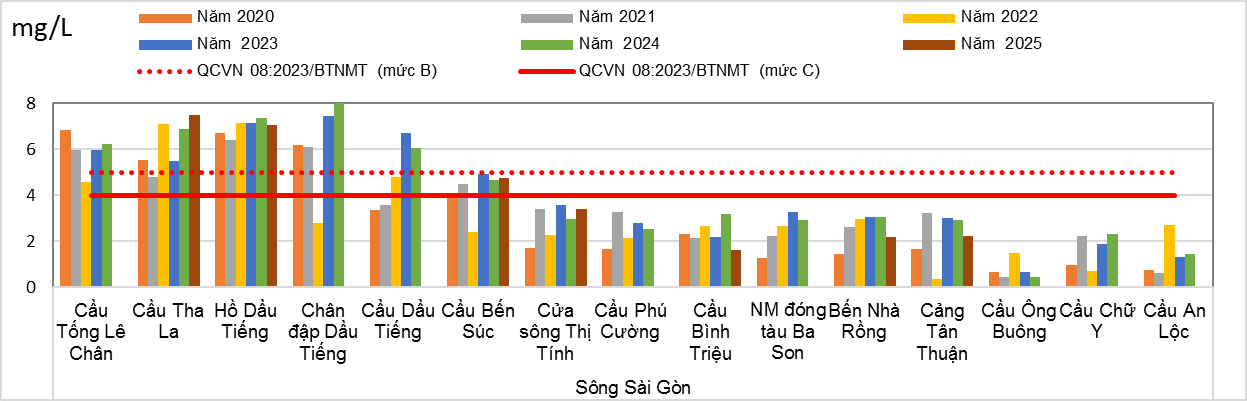 mg/L
Năm 2020
Năm 2021
Năm 2022
Năm 2023
Năm 2024
Năm 2025
QCVN 08:2023/BTNMT (mức B)
QCVN 08:2023/BTNMT (mức C)
8
6
4
2
0
Cầu
Tống Lê
Chân
Cầu Tha
La
Hồ Dầu
Tiếng
Chân
đập Dầu
Tiếng
Cầu Dầu
Tiếng
Cầu Bến
Súc
Cửa
sông Thị
Tính
Cầu Phú
Cường
Cầu
Bình
Triệu
NM đóng
tàu Ba
Son
Bến Nhà
Rồng
Cảng
Tân
Thuận
Cầu Ông
Buông
Cầu Chữ
Y
Cầu An
Lộc
Sông Sài Gòn